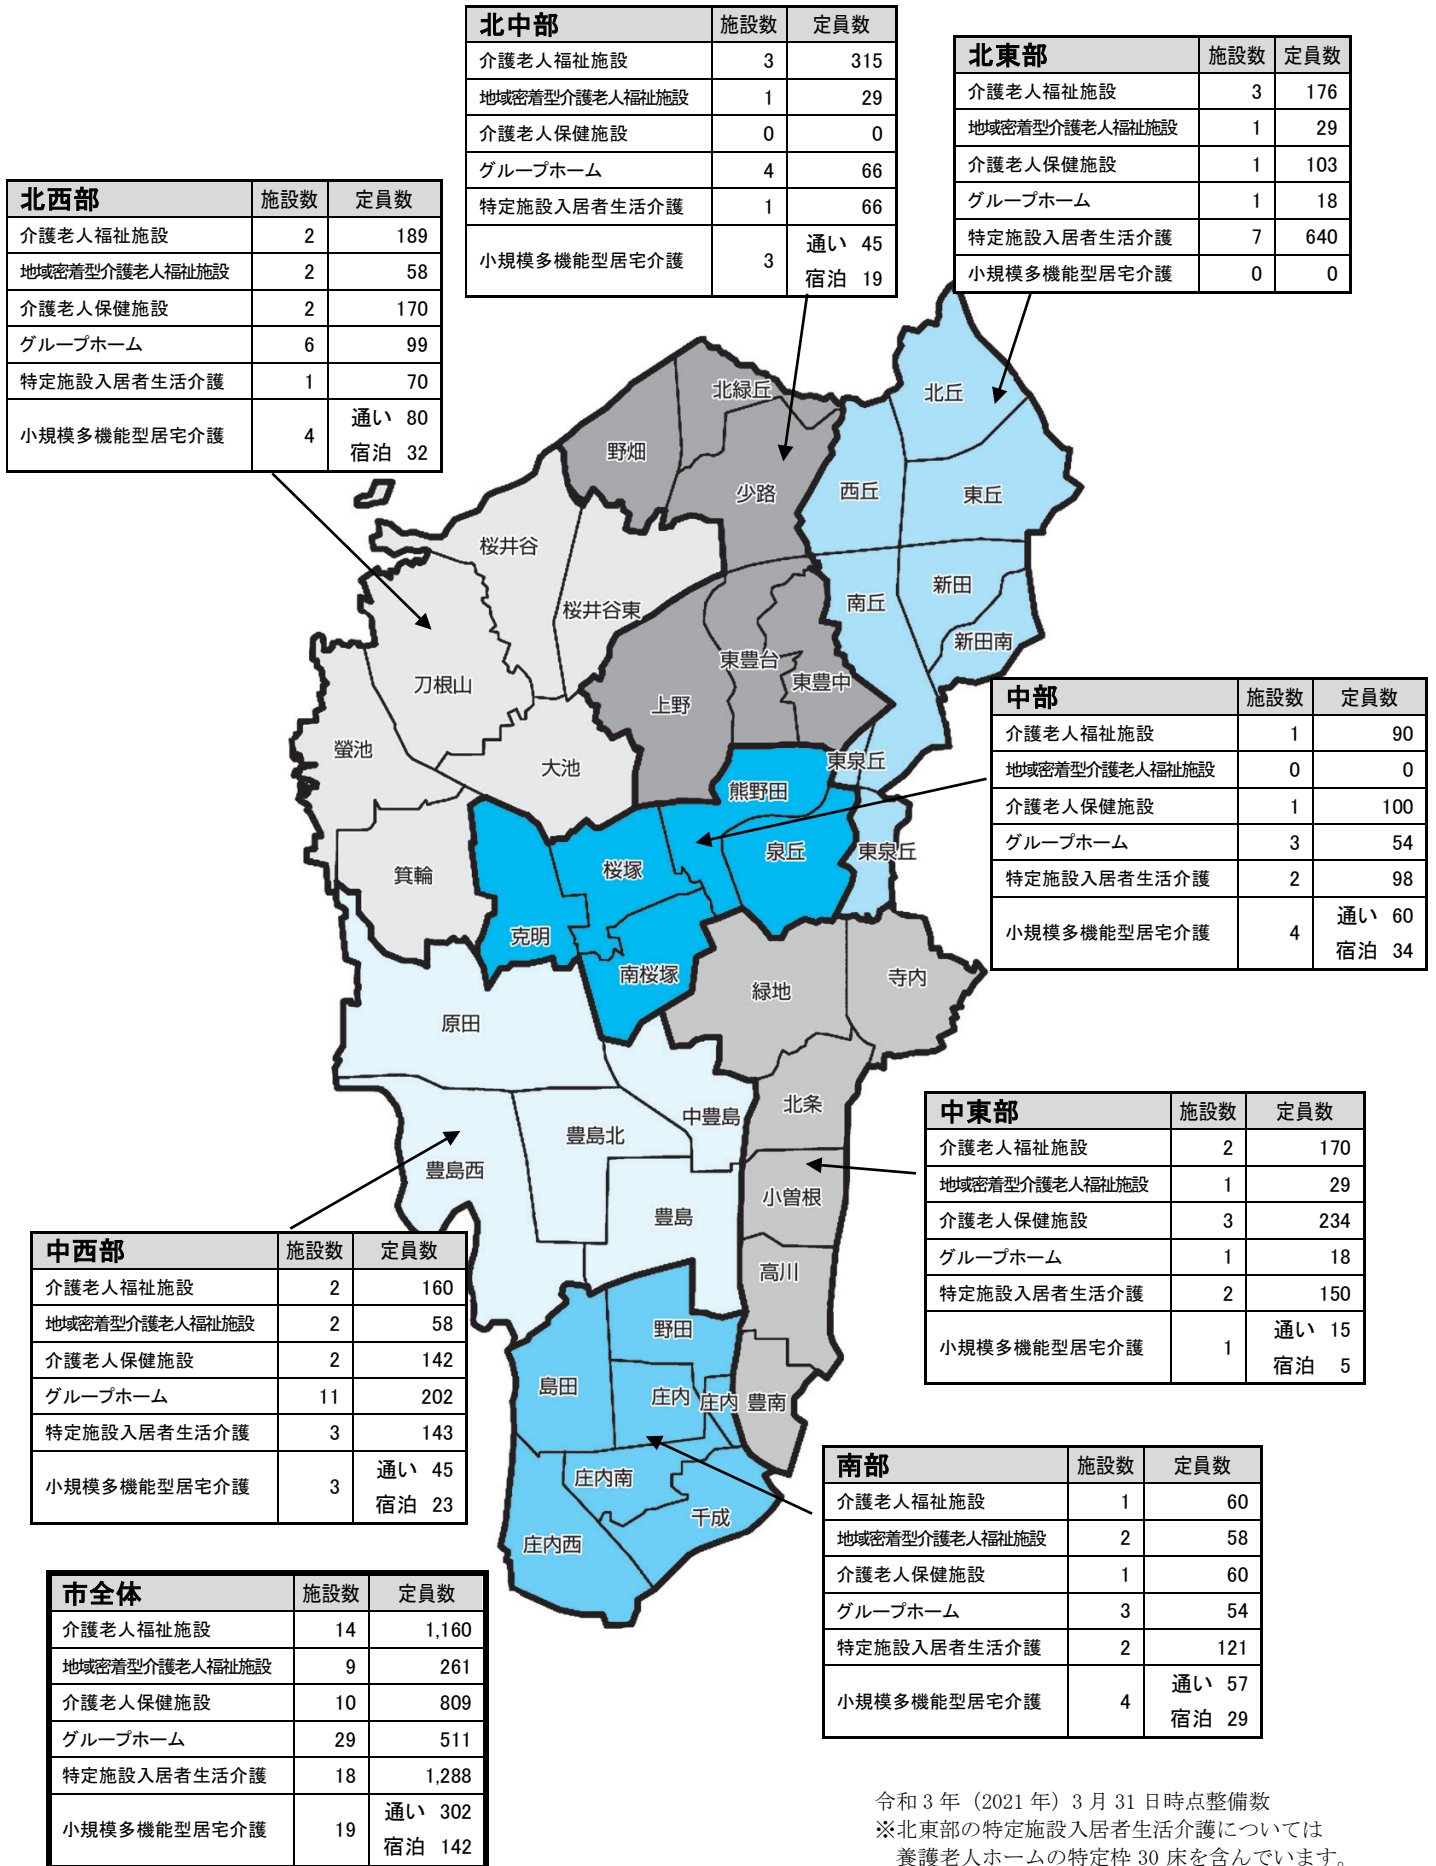 北中部 施設数 定員数
介護老人福祉施設 3 315
地域密着型介護老人福祉施設 1 29
介護老人保健施設 0 0
グループホーム 4 66
特定施設入居者生活介護 1 66
小規模多機能型居宅介護 3 通い 45
宿泊 19
北東部 施設数 定員数
介護老人福祉施設 3 176
地域密着型介護老人福祉施設 1 29
介護老人保健施設 1 103
グループホーム 1 18
特定施設入居者生活介護 7 640
小規模多機能型居宅介護 0 0
北西部 施設数 定員数
介護老人福祉施設 2 189
地域密着型介護老人福祉施設 2 58
介護老人保健施設 2 170
グループホーム 6 99
特定施設入居者生活介護 1 70
小規模多機能型居宅介護 4 通い 80
宿泊 32
北緑丘
北丘
野畑
少路
西丘
東丘
桜井谷
桜井谷東
南丘
新田
新田南
刀根山
東豊台
東豊中
上野
螢池
大池
東泉丘
熊野田
箕輪
桜塚
泉丘
東泉丘
克明
南桜塚
緑地
寺内
原田
中豊島
北条
豊島北
豊島西
小曽根
豊島
高川
野田
島田
庄内
庄内
豊南
庄内南
千成
庄内西
中部 施設数 定員数
介護老人福祉施設 1 90
地域密着型介護老人福祉施設 0 0
介護老人保健施設 1 100
グループホーム 3 54
特定施設入居者生活介護 2 98
小規模多機能型居宅介護 4 通い 60
宿泊 34
中東部 施設数 定員数
介護老人福祉施設 2 170
地域密着型介護老人福祉施設 1 29
介護老人保健施設 3 234
グループホーム 1 18
特定施設入居者生活介護 2 150
小規模多機能型居宅介護 1 通い 15
宿泊 5
中西部 施設数 定員数
介護老人福祉施設 2 160
地域密着型介護老人福祉施設 2 58
介護老人保健施設 2 142
グループホーム 11 202
特定施設入居者生活介護 3 143
小規模多機能型居宅介護 3 通い 45
宿泊 23
南部 施設数 定員数
介護老人福祉施設 1 60
地域密着型介護老人福祉施設 2 58
介護老人保健施設 1 60
グループホーム 3 54
特定施設入居者生活介護 2 121
小規模多機能型居宅介護 4 通い 57
宿泊 29
市全体 施設数 定員数
介護老人福祉施設 14 1,160
地域密着型介護老人福祉施設 9 261
介護老人保健施設 10 809
グループホーム 29 511
特定施設入居者生活介護 18 1,288
小規模多機能型居宅介護 19 通い 302
宿泊 142
令和3年（2021年）3月31日時点整備数
※北東部の特定施設入居者生活介護については
養護老人ホームの特定枠30床を含んでいます。